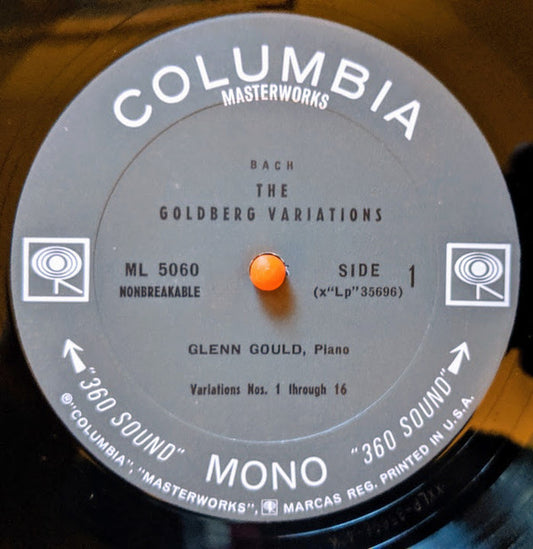 COLUMBIA
MASTERWORKS
BACH
THE
GOLDBERG VARIATIONS
ML 5060
NONBREAKABLE
SIDE 1
(x"Lp"35696)
GLENN GOULD, Piano
Variations Nos. 1 through 16
"360 SOUND" MONO "360 SOUND"
®"COLUMBIA", "MASTERWORKS", MARCAS REG. PRINTED IN U.S.A.